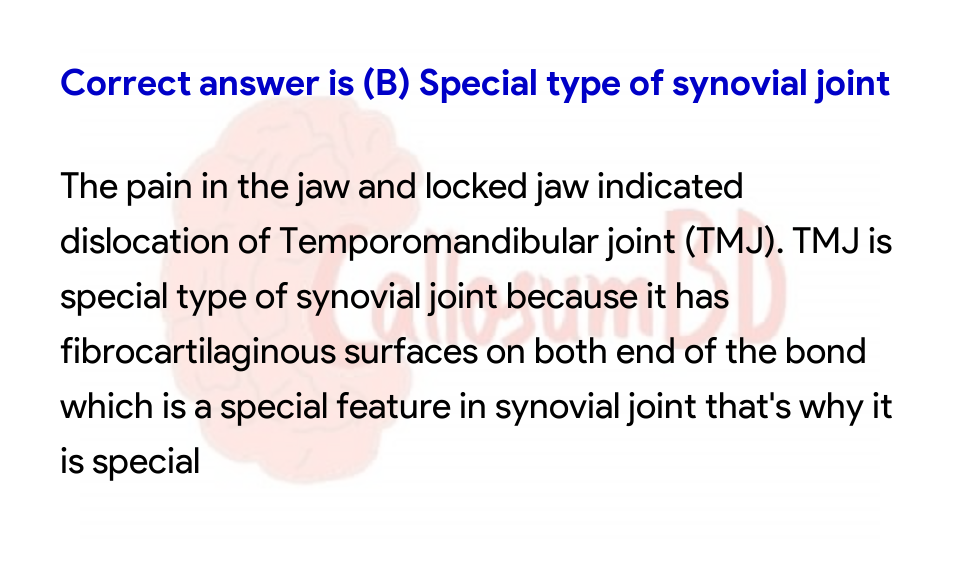 Correct answer is (B) Special type of synovial joint
The pain in the jaw and locked jaw indicated
dislocation of Temporomandibular joint (TMJ). TMJ is
special type of synovial joint because it has
fibrocartilaginous surfaces on both end of the bond
which is a special feature in synovial joint that's why it
is special
CallosumBD